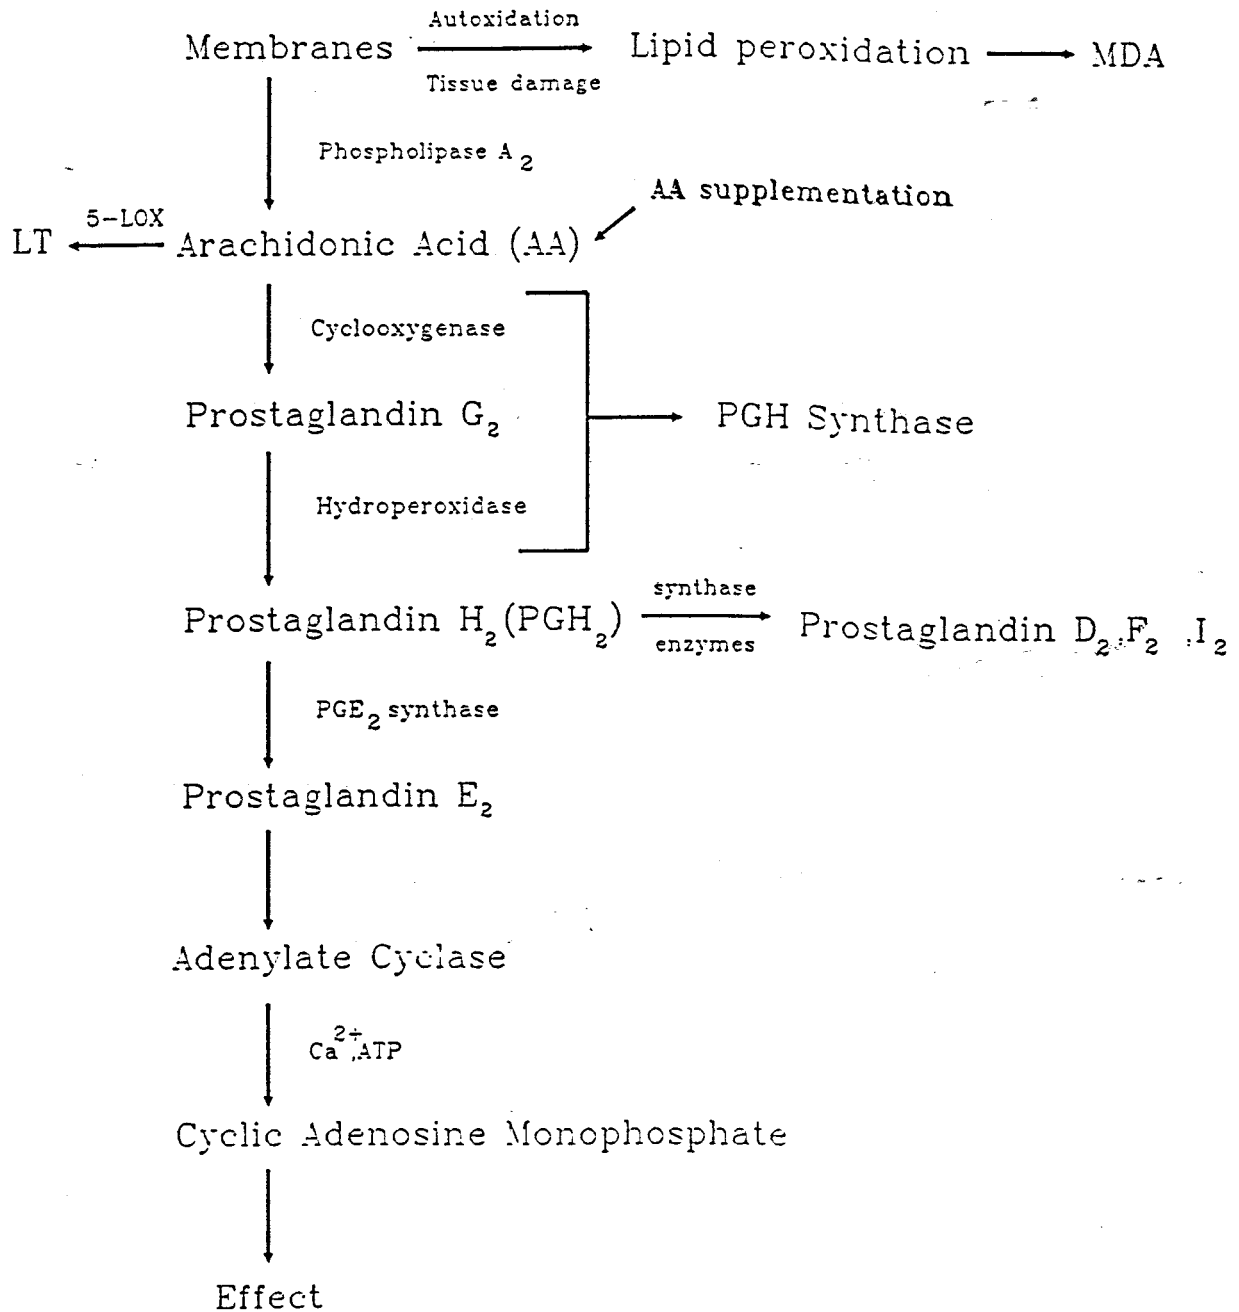 Autoxidation
Membranes Lipid peroxidation MDA
Tissue damage
Phospholipase A₂
AA supplementation
5-LOX
LT Arachidonic Acid (AA)
Cyclooxygenase
Prostaglandin G₂ PGH Synthase
Hydroperoxidase
synthase
Prostaglandin H₂(PGH₂) Prostaglandin D₂,F₂ ,I₂
enzymes
PGE₂ synthase
Prostaglandin E₂
Adenylate Cyclase
Ca²⁺,ATP
Cyclic Adenosine Monophosphate
Effect